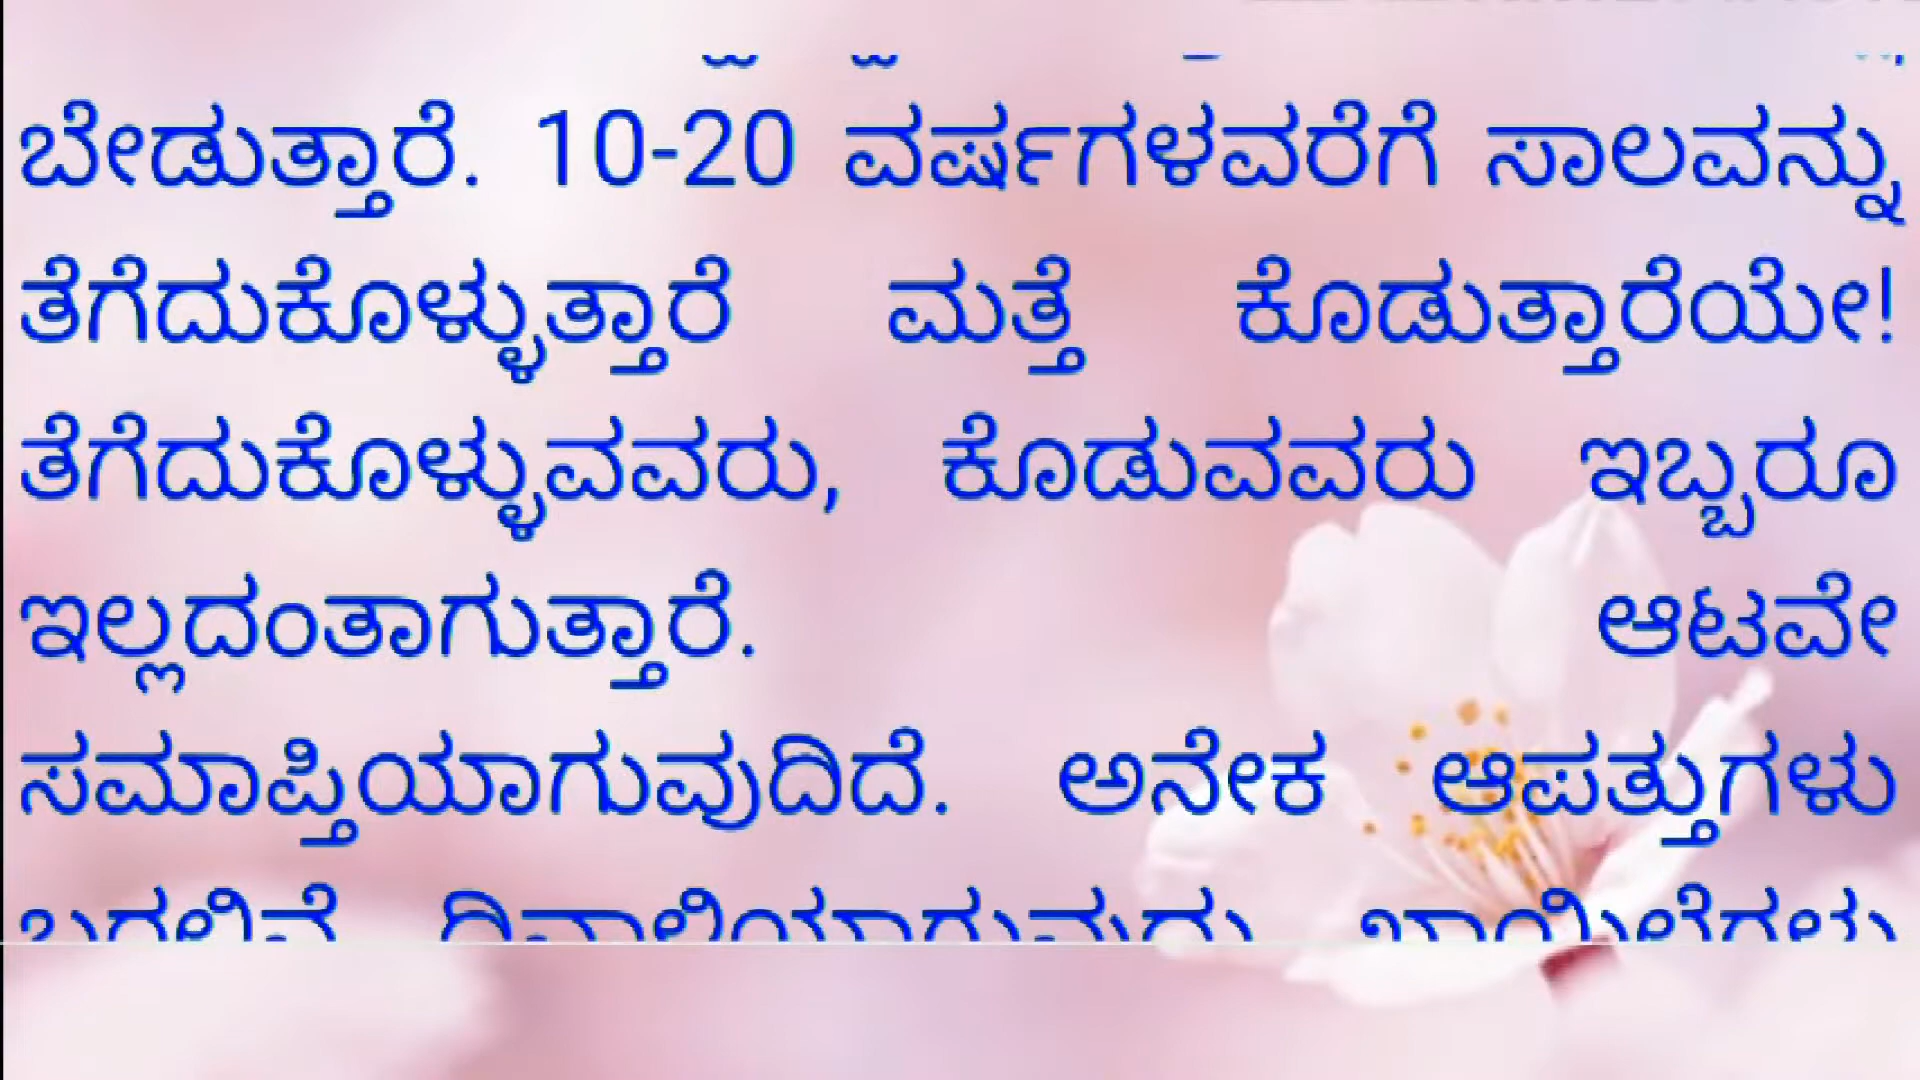 ಬೇಡುತ್ತಾರೆ. 10-20 ವರ್ಷಗಳವರೆಗೆ ಸಾಲವನ್ನು
ತೆಗೆದುಕೊಳ್ಳುತ್ತಾರೆ ಮತ್ತೆ ಕೊಡುತ್ತಾರೆಯೇ!
ತೆಗೆದುಕೊಳ್ಳುವವರು, ಕೊಡುವವರು ಇಬ್ಬರೂ
ಇಲ್ಲದಂತಾಗುತ್ತಾರೆ. ಆಟವೇ
ಸಮಾಪ್ತಿಯಾಗುವುದಿದೆ. ಅನೇಕ ಆಪತ್ತುಗಳು